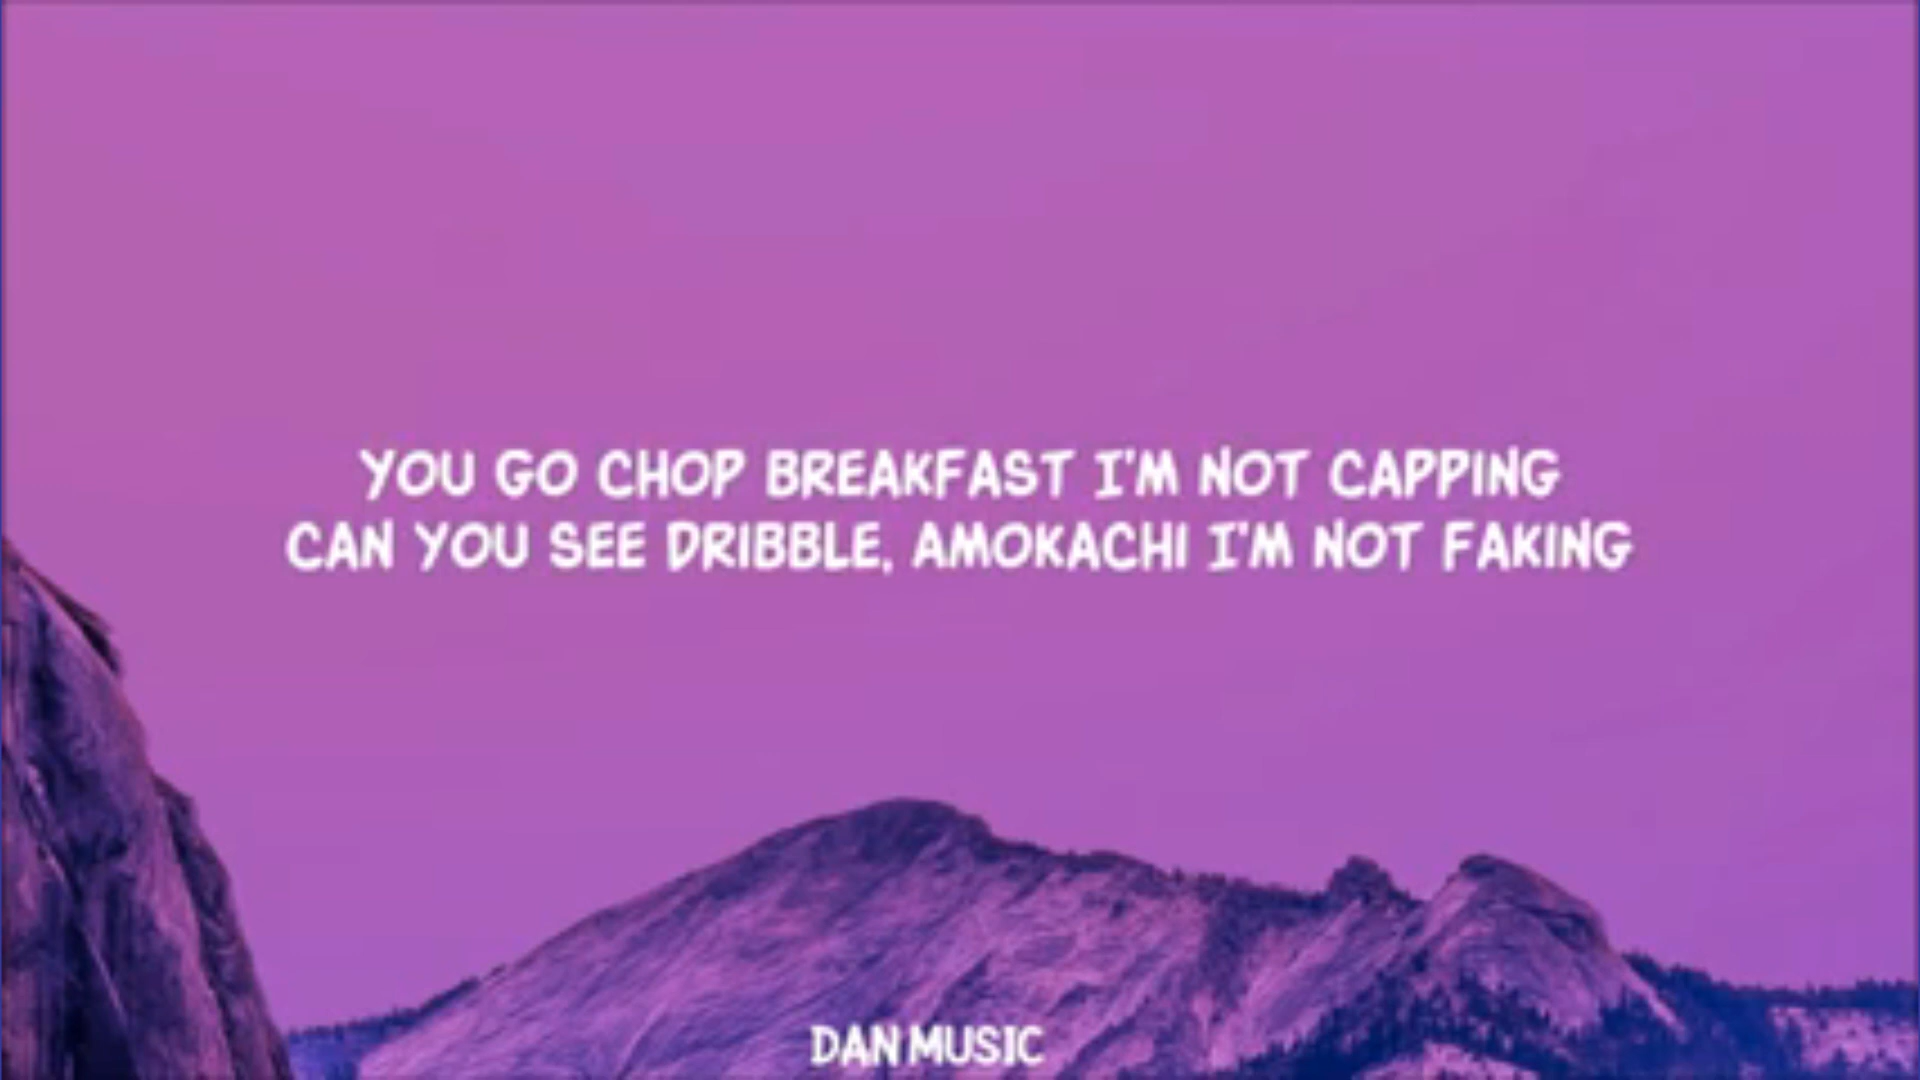 YOU GO CHOP BREAKFAST I'M NOT CAPPING
CAN YOU SEE DRIBBLE, AMOKACHI I'M NOT FAKING
DAN MUSIC